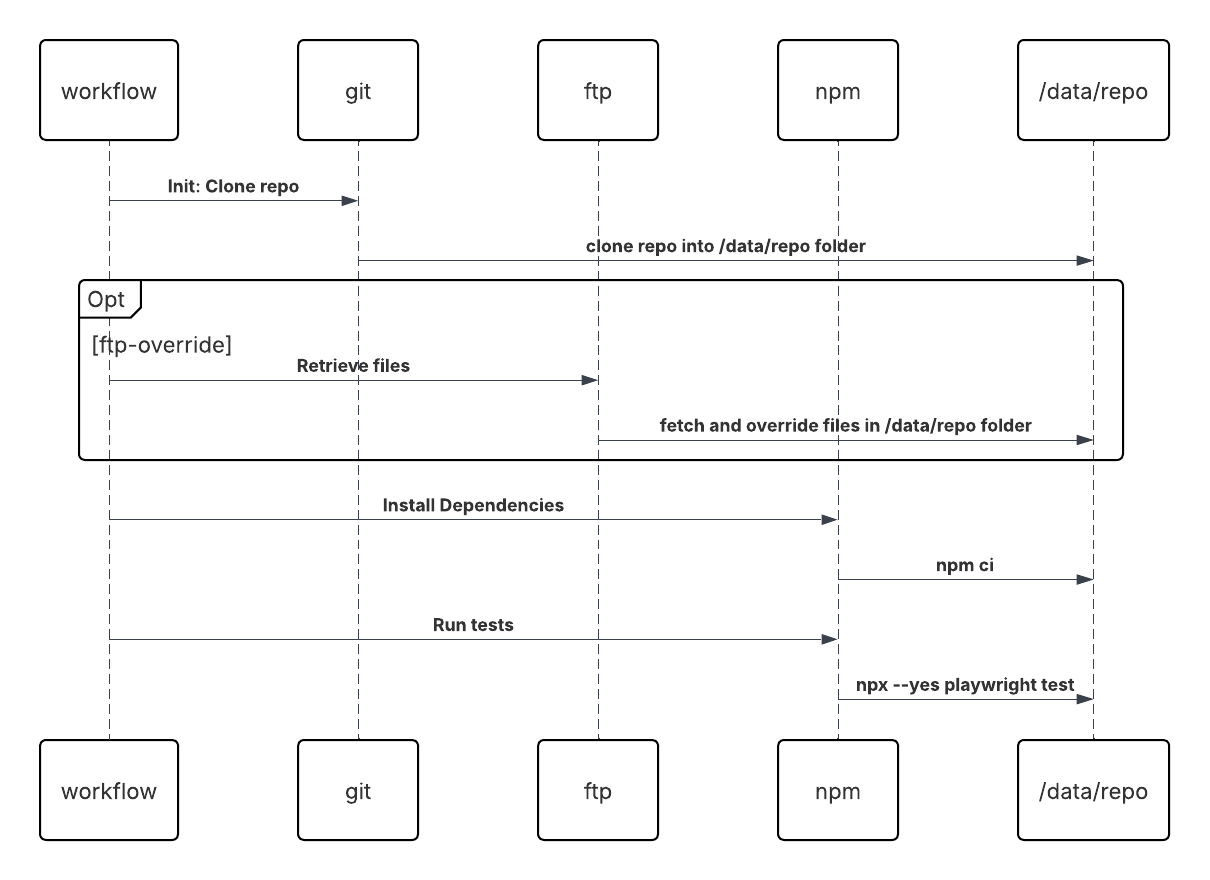 workflow
git
ftp
npm
/data/repo
Init: Clone repo
clone repo into /data/repo folder
Opt
[ftp-override]
Retrieve files
fetch and override files in /data/repo folder
Install Dependencies
npm ci
Run tests
npx --yes playwright test
workflow
git
ftp
npm
/data/repo